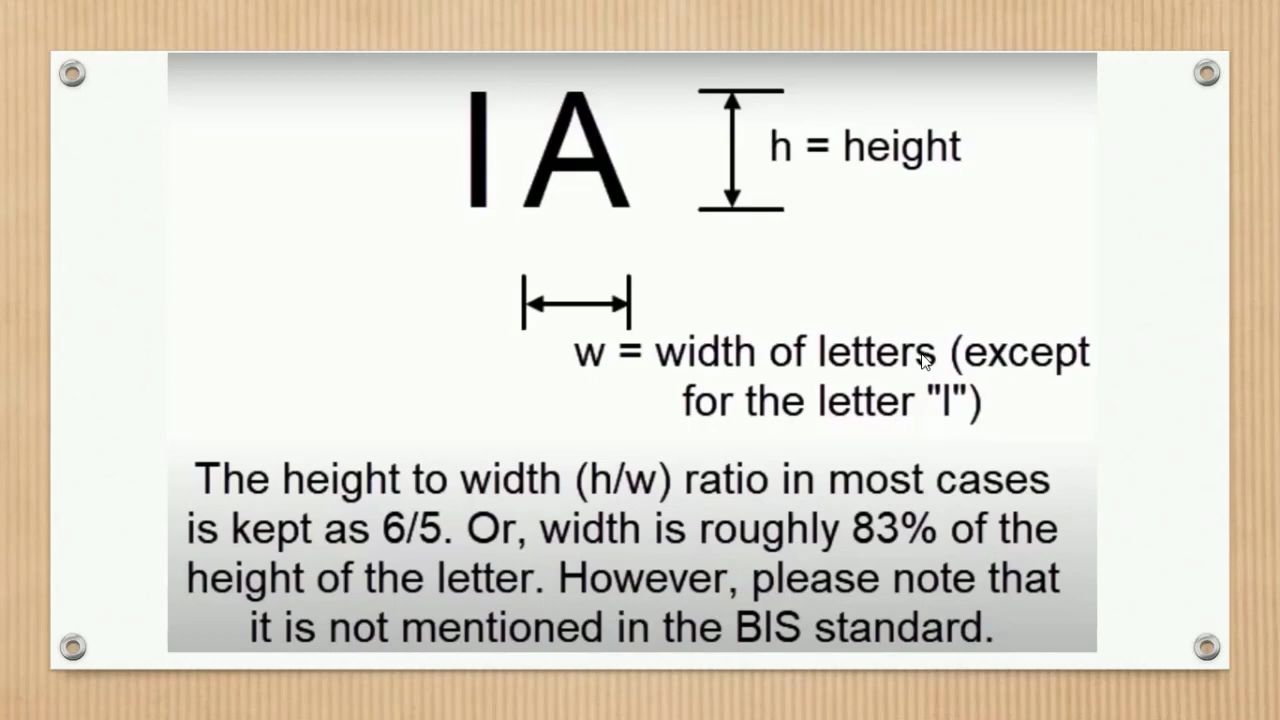 IA
h = height
w = width of letters (except
for the letter "I")
The height to width (h/w) ratio in most cases
is kept as 6/5. Or, width is roughly 83% of the
height of the letter. However, please note that
it is not mentioned in the BIS standard.